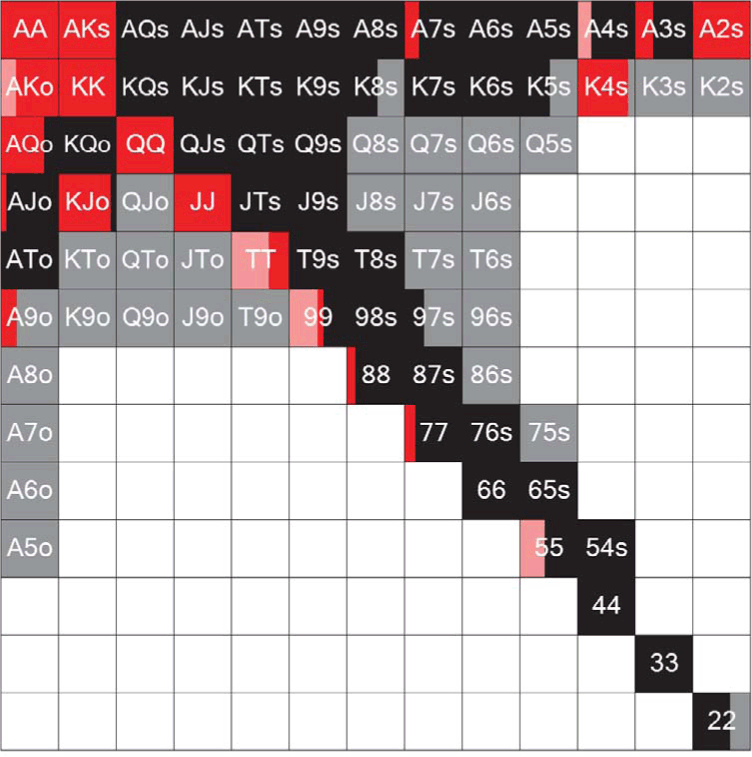 AA AKs AQs AJs ATs A9s A8s A7s A6s A5s A4s A3s A2s
AKo KK KQs KJs KTs K9s K8s K7s K6s K5s K4s K3s K2s
AQo KQo QQ QJs QTs Q9s Q8s Q7s Q6s Q5s
AJo KJo QJo JJ JTs J9s J8s J7s J6s
ATo KTo QTo JTo TT T9s T8s T7s T6s
A9o K9o Q9o J9o T9o 99 98s 97s 96s
A8o 88 87s 86s
A7o 77 76s 75s
A6o 66 65s
A5o 55 54s
44
33
22